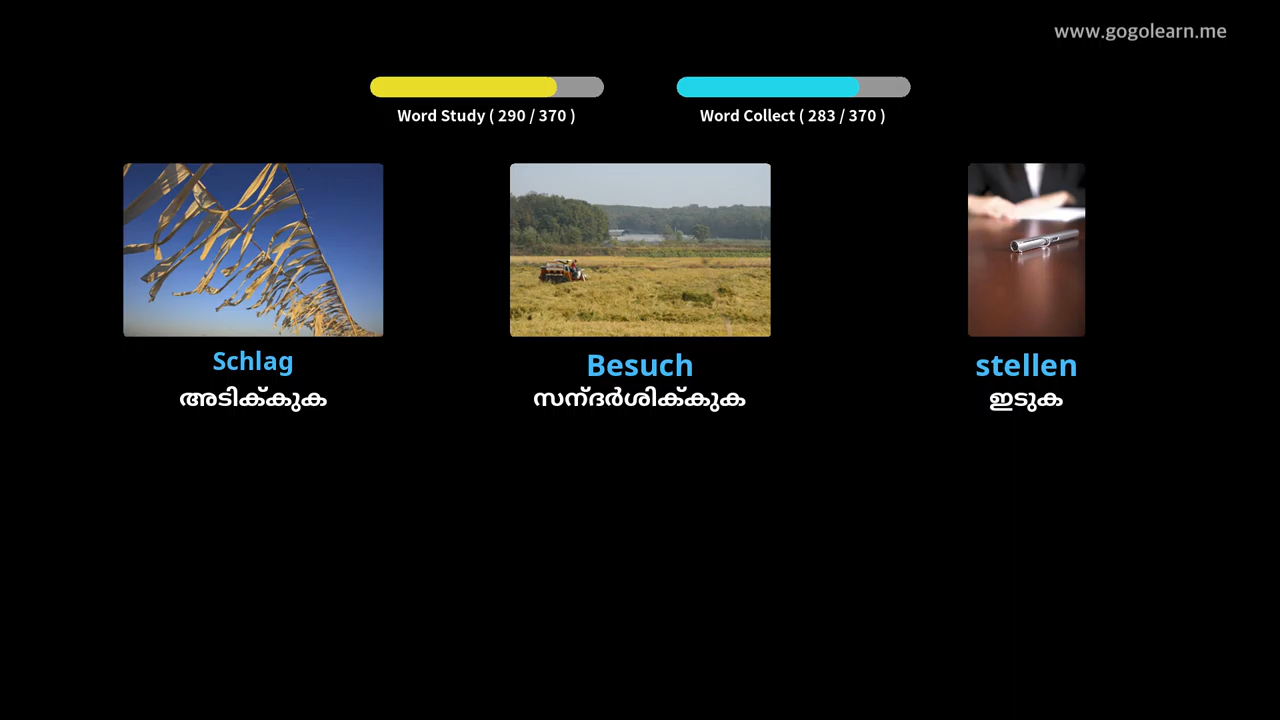 www.gogolearn.me
Word Study ( 290 / 370 )
Word Collect ( 283 / 370 )
Schlag
Besuch
stellen
അടിക്കുക
സന്ദർശിക്കുക
ഇടുക